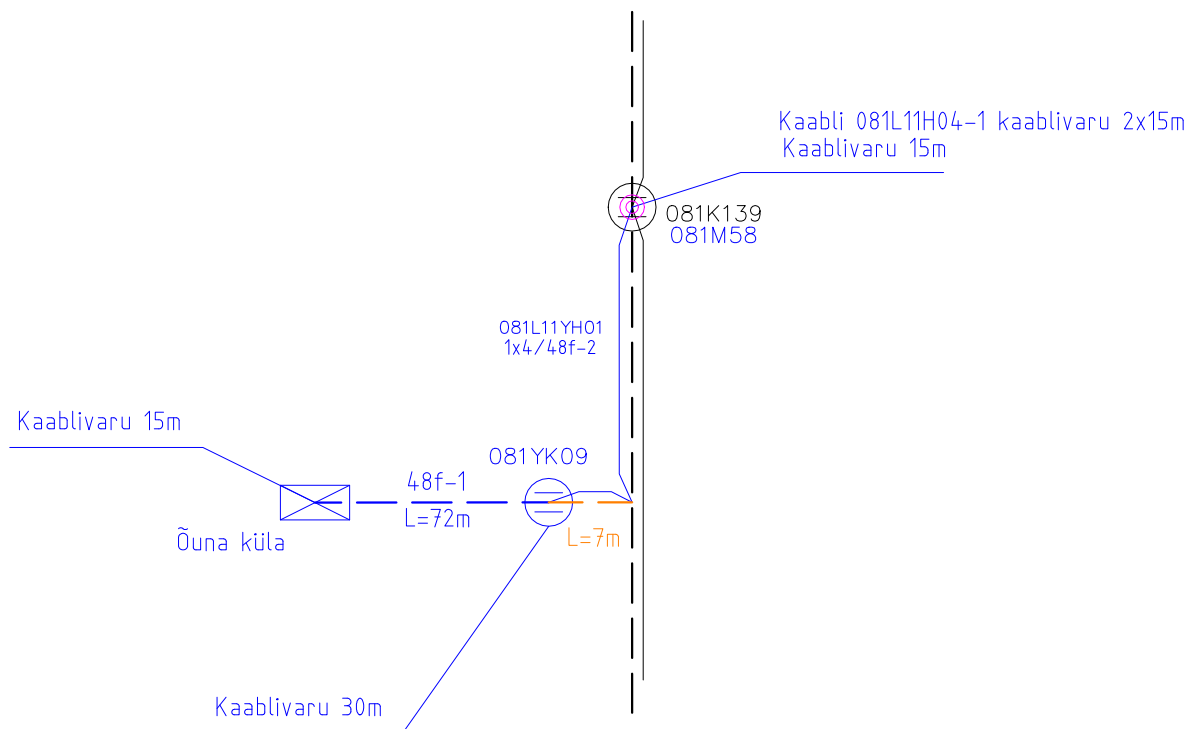 Kaabli 081L11H04-1 kaablivaru 2x15m
Kaablivaru 15m
081K139
081M58
081L11YH01
1x4/48f-2
Kaablivaru 15m
081YK09
48f-1
L=72m
L=7m
Õuna küla
Kaablivaru 30m